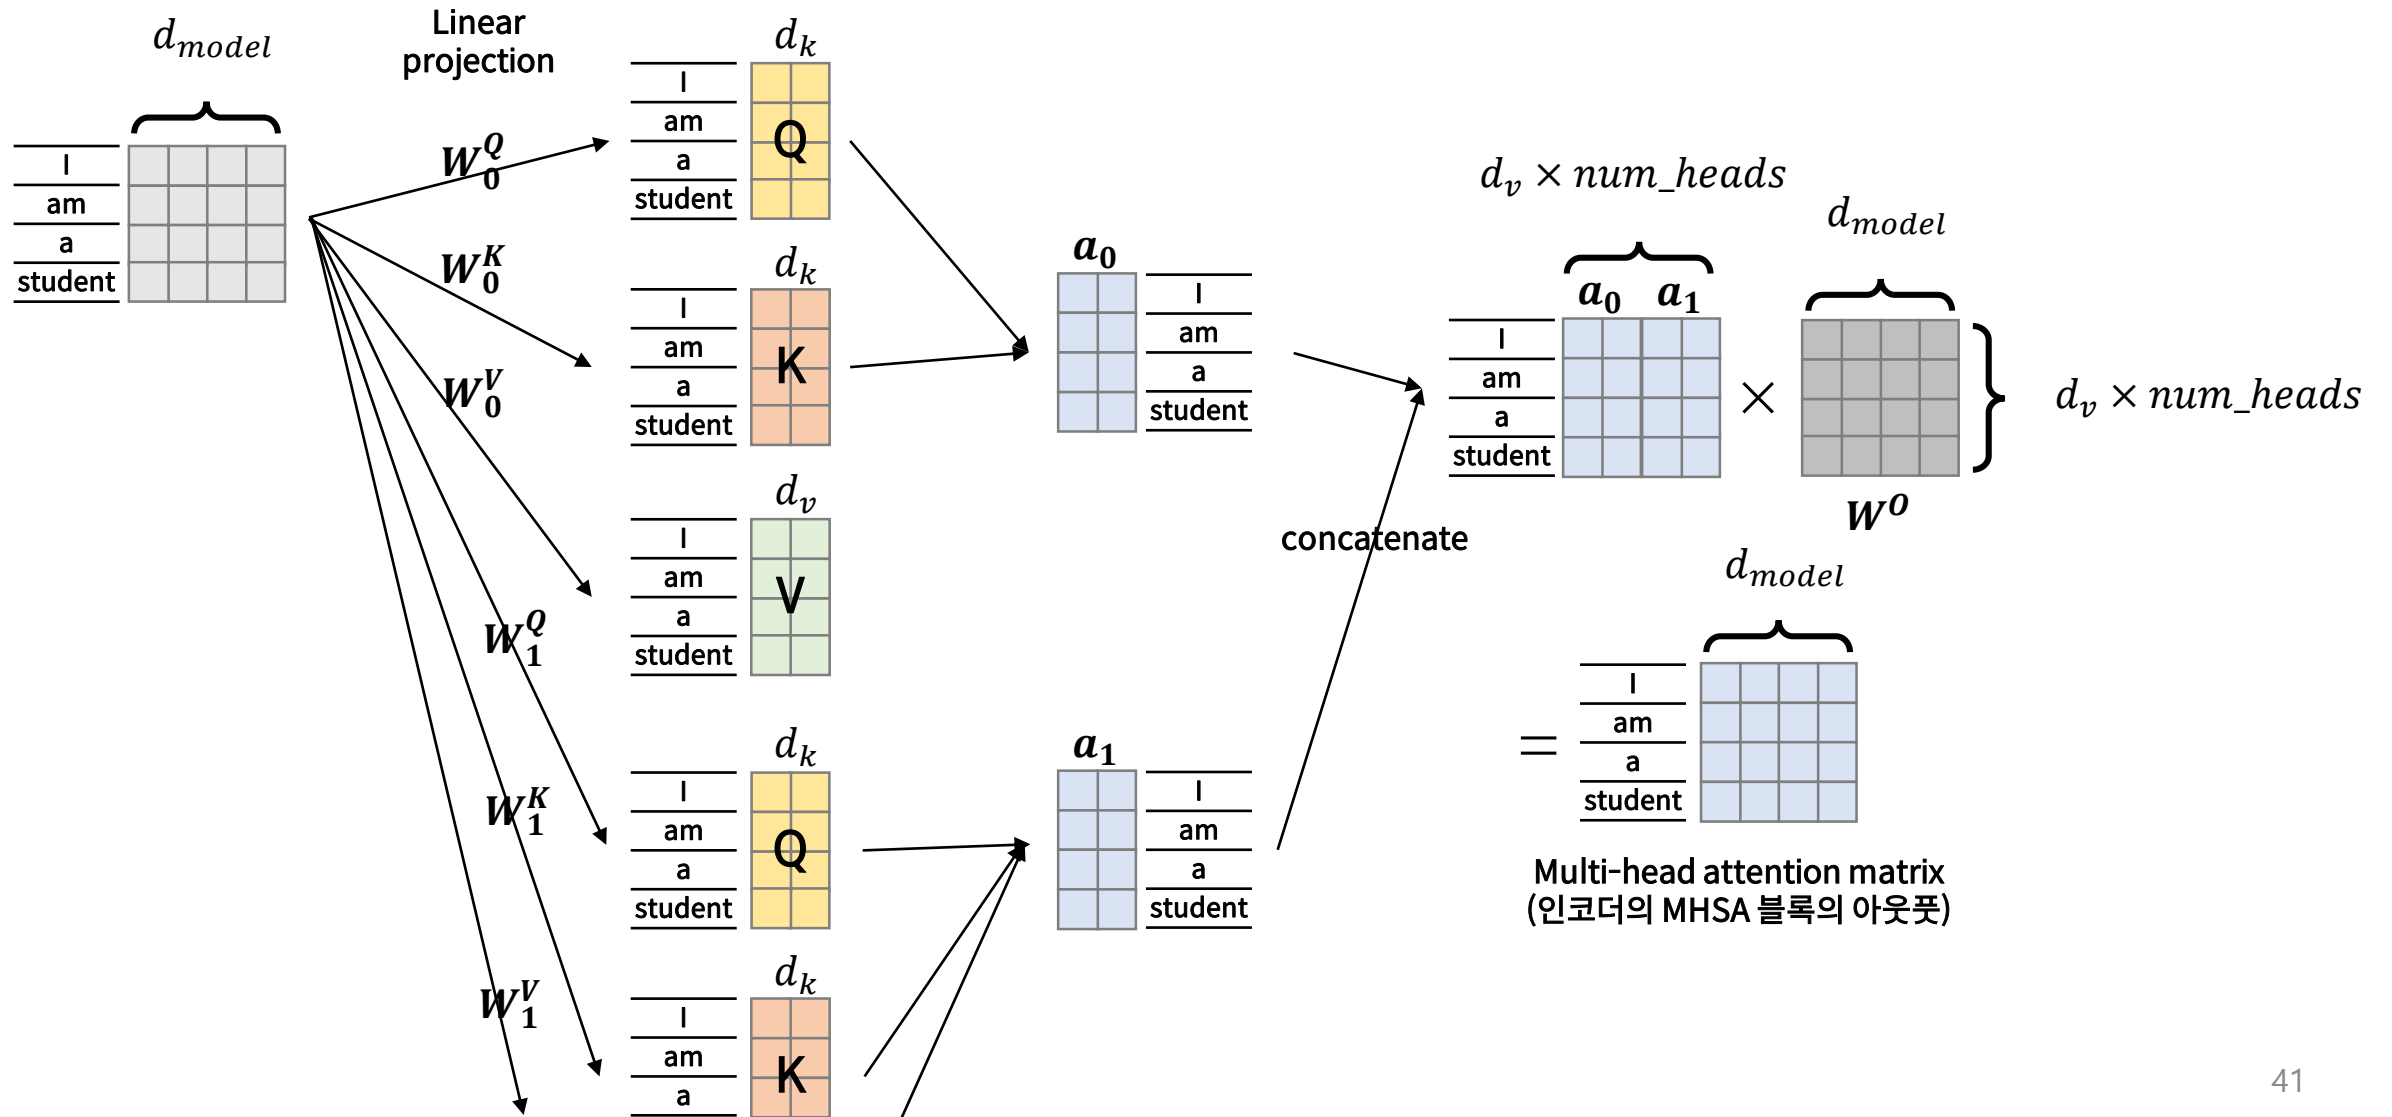 d_model
I
am
a
student
Linear
projection
W_0^Q
W_0^K
W_0^V
W_1^Q
W_1^K
W_1^V
d_k
I
am
a
student
Q
d_k
I
am
a
student
K
d_v
I
am
a
student
V
d_k
I
am
a
student
Q
d_k
I
am
a
K
a_0
I
am
a
student
a_1
I
am
a
student
concatenate
d_v × num_heads
a_0 a_1
I
am
a
student
×
d_model
d_v × num_heads
W^O
=
d_model
I
am
a
student
Multi-head attention matrix
(인코더의 MHSA 블록의 아웃풋)
41